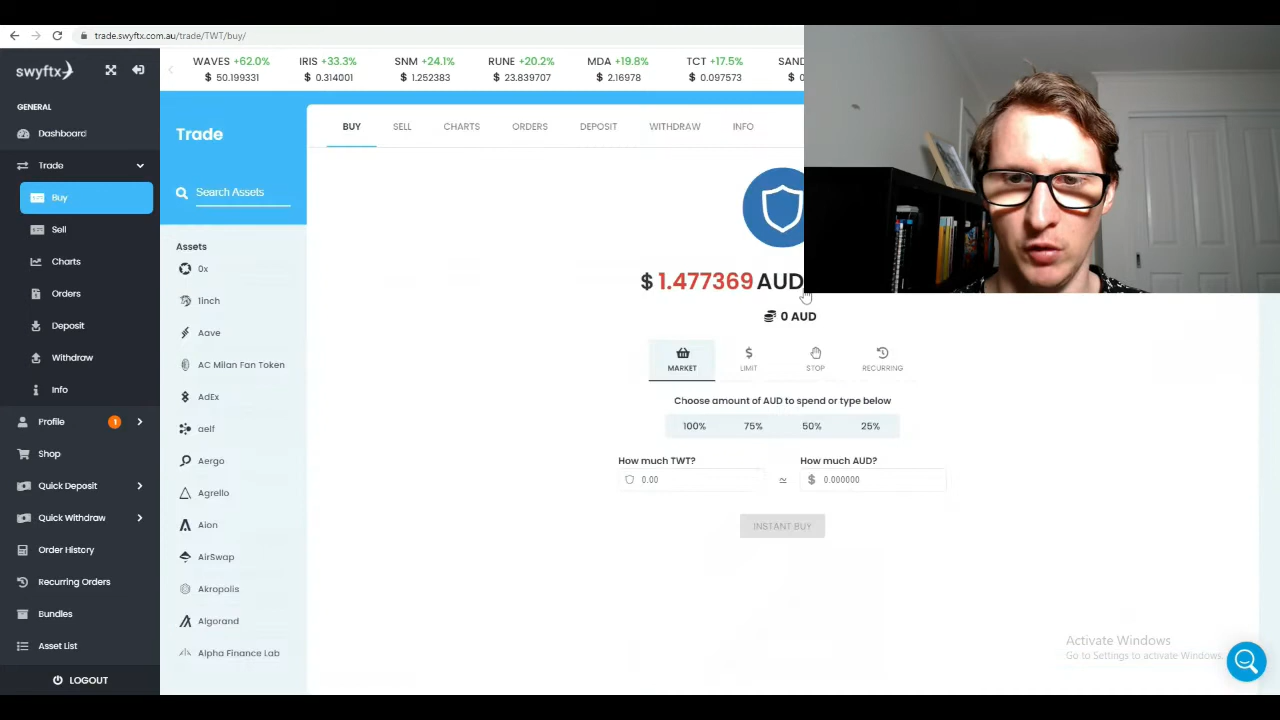 trade.swyftx.com.au/trade/TWT/buy/
swyftx
WAVES +62.0% IRIS +33.3% SNM +24.1% RUNE +20.2% MDA +19.8% TCT +17.5% SAND
$ 50.199331 $ 0.314001 $ 1.252383 $ 23.839707 $ 2.16978 $ 0.097573 $
GENERAL
Dashboard
Trade
Buy
Sell
Charts
Orders
Deposit
Withdraw
Info
Profile 1
Shop
Quick Deposit
Quick Withdraw
Order History
Recurring Orders
Bundles
Asset List
LOGOUT
Trade
Search Assets
Assets
0x
1inch
Aave
AC Milan Fan Token
AdEx
aelf
Aergo
Agrello
Aion
AirSwap
Akropolis
Algorand
Alpha Finance Lab
BUY SELL CHARTS ORDERS DEPOSIT WITHDRAW INFO
$ 1.477369 AUD
0 AUD
MARKET LIMIT STOP RECURRING
Choose amount of AUD to spend or type below
100% 75% 50% 25%
How much TWT? How much AUD?
0.00 ≃ $ 0.000000
INSTANT BUY
Activate Windows
Go to Settings to activate Windows.